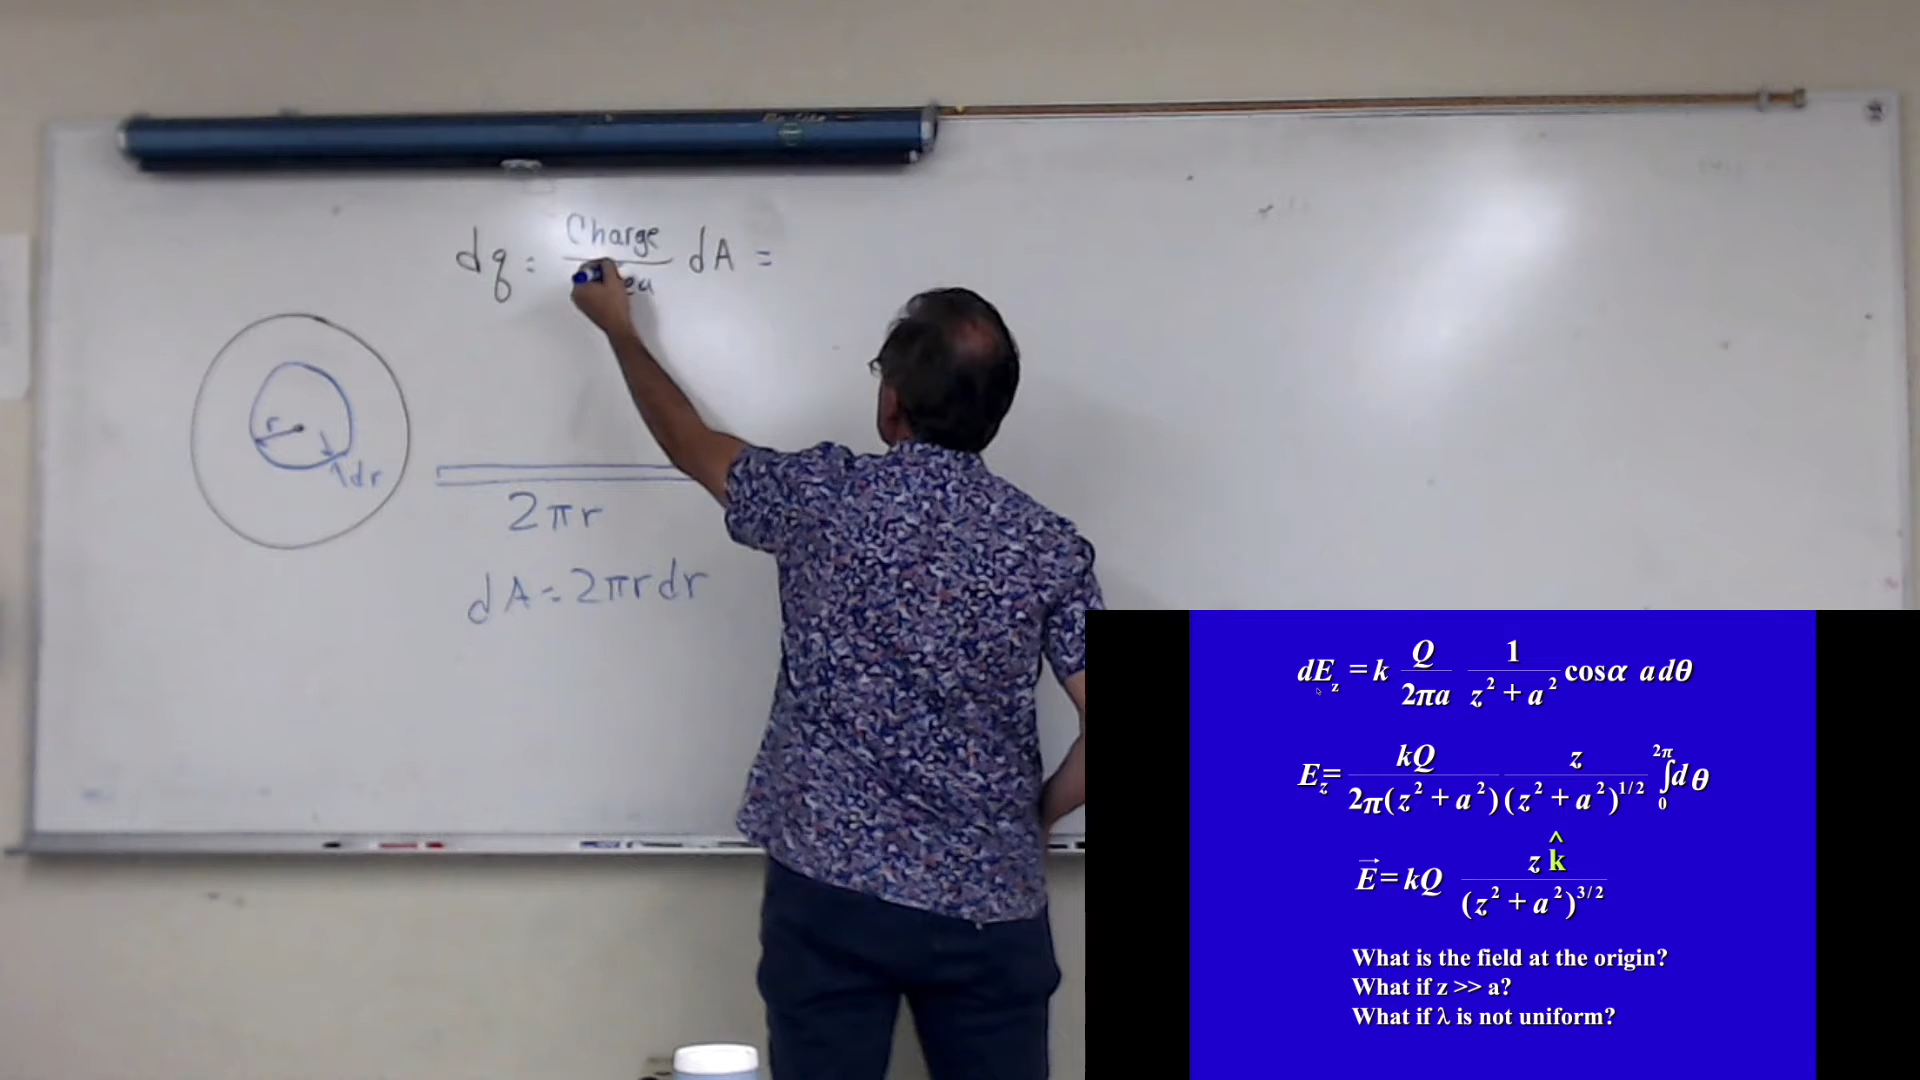 dq = Charge dA =
ea
r
dr
2πr
dA = 2πrdr
dE_z = k Q/2πa 1/(z² + a²) cosα adθ
E_z = kQ/2π(z² + a²) z/(z² + a²)^1/2 ∫₀^2π dθ
E⃗ = kQ z k̂/(z² + a²)^3/2
What is the field at the origin?
What if z >> a?
What if λ is not uniform?